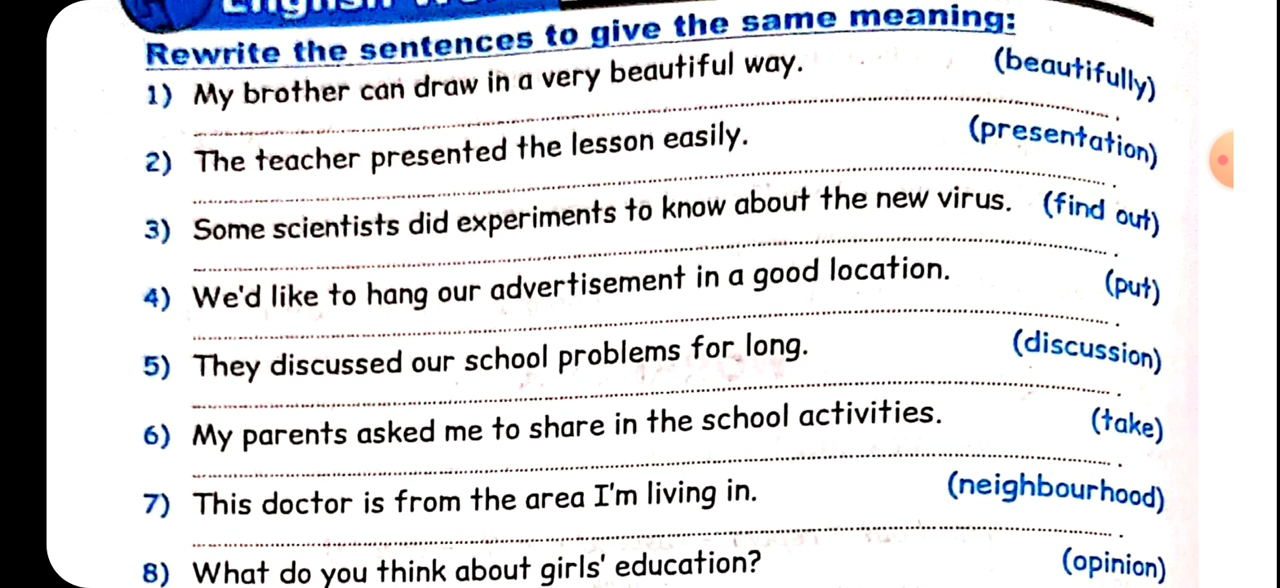 English
Rewrite the sentences to give the same meaning:
1) My brother can draw in a very beautiful way. (beautifully)
2) The teacher presented the lesson easily. (presentation)
3) Some scientists did experiments to know about the new virus. (find out)
4) We'd like to hang our advertisement in a good location. (put)
5) They discussed our school problems for long. (discussion)
6) My parents asked me to share in the school activities. (take)
7) This doctor is from the area I'm living in. (neighbourhood)
8) What do you think about girls' education? (opinion)